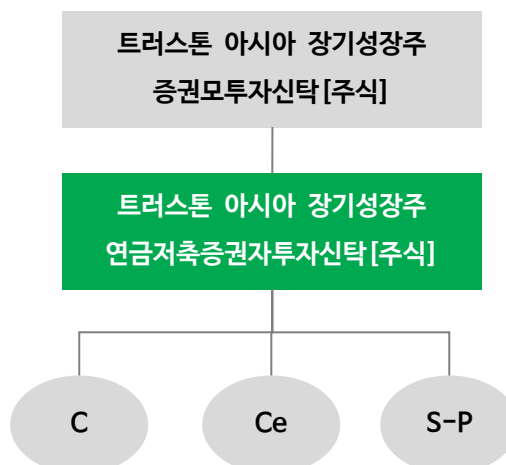 트러스톤 아시아 장기성장주
증권모투자신탁[주식]
트러스톤 아시아 장기성장주
연금저축증권자투자신탁[주식]
C
Ce
S-P